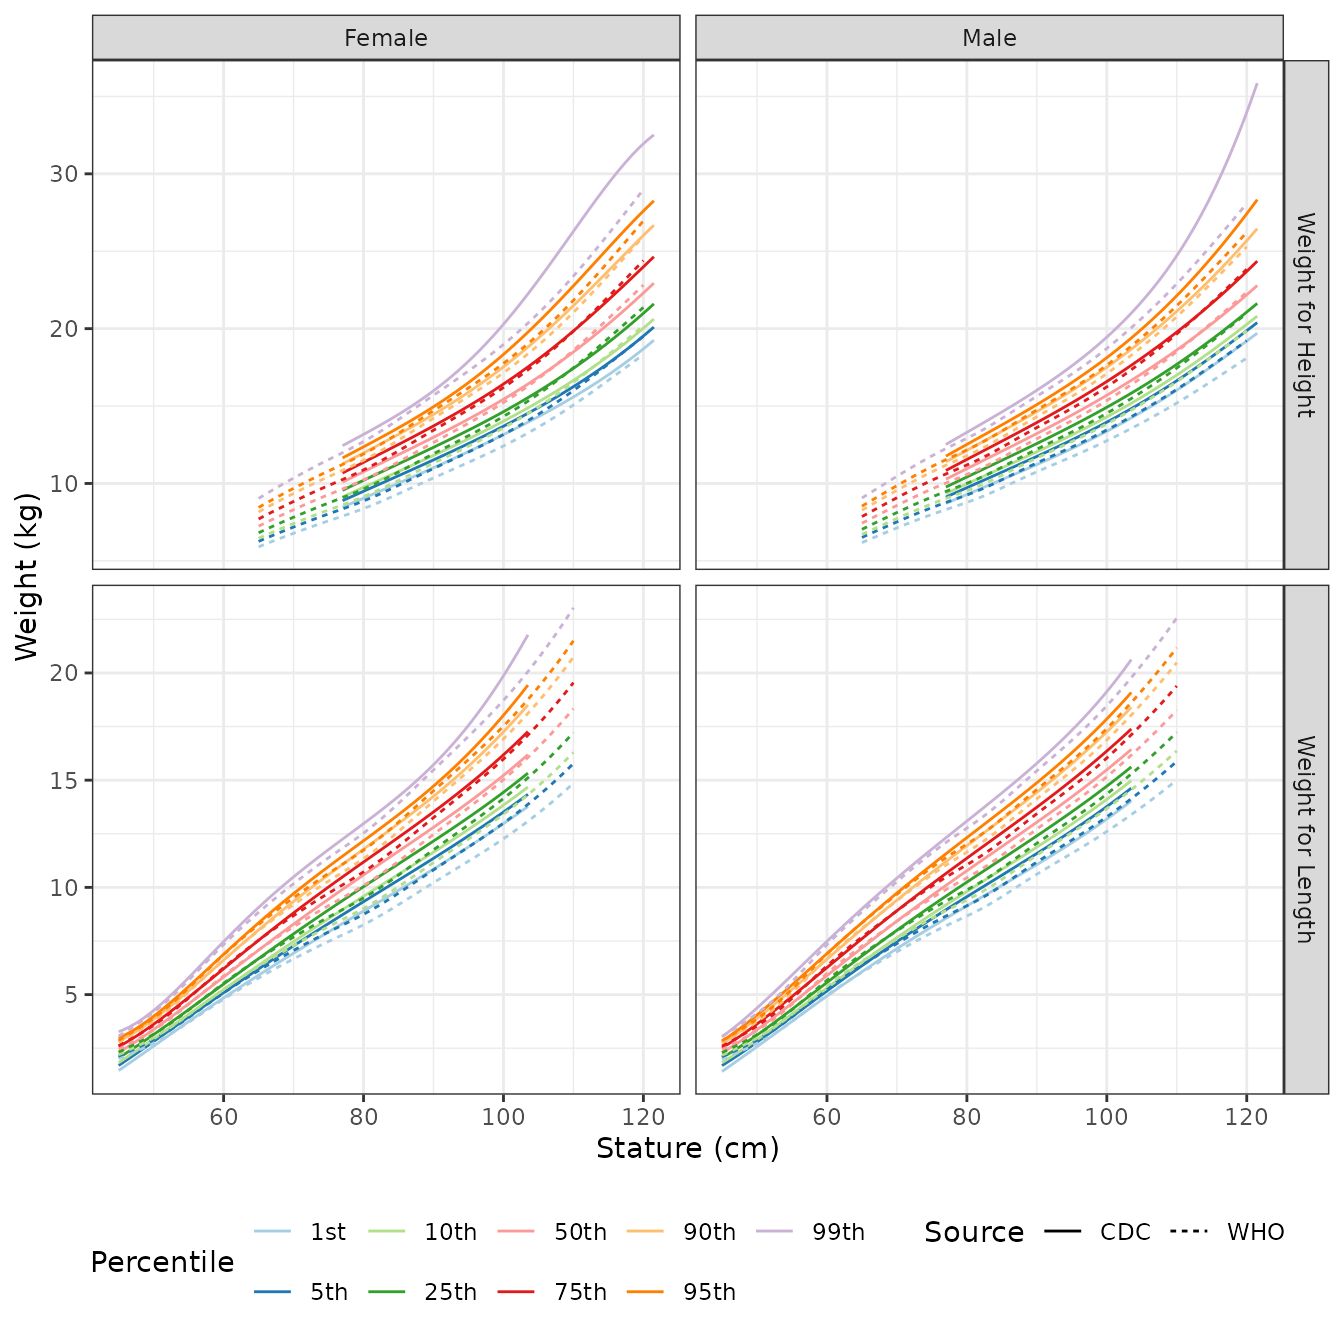 Female Male
30
20
10
Weight for Height
Weight (kg)
20
15
10
5
Weight for Length
60 80 100 120 60 80 100 120
Stature (cm)
Percentile
1st 10th 50th 90th 99th
5th 25th 75th 95th
Source CDC WHO